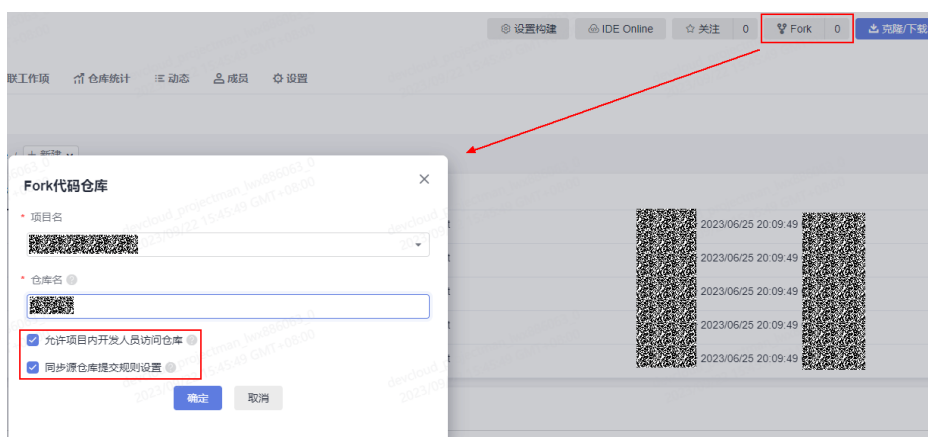 设置构建 IDE Online 关注 0 Fork 0 克隆/下载
联工作项 仓库统计 动态 成员 设置
新建
Fork代码仓库
* 项目名
* 仓库名
允许项目内开发人员访问仓库
同步源仓库提交规则设置
确定 取消
t 2023/06/25 20:09:49
t 2023/06/25 20:09:49
t 2023/06/25 20:09:49
t 2023/06/25 20:09:49
t 2023/06/25 20:09:49